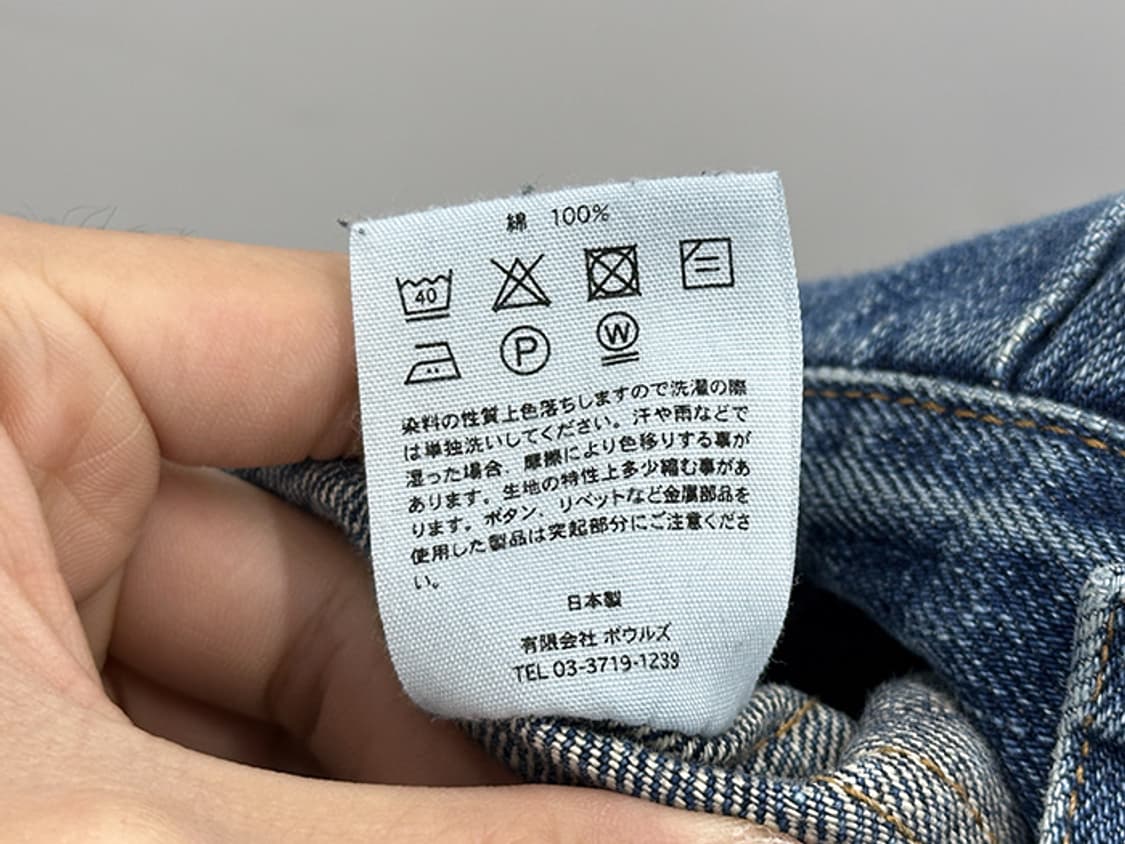 綿 100%
40
P
W
染料の性質上色落ちしますので洗濯の際
は単独洗いしてください。汗や雨などで
湿った場合、摩擦により色移りする事が
あります。生地の特性上多少縮む事があ
ります。ボタン、リベットなど金属部品を
使用した製品は突起部分にご注意くださ
い。
日本製
有限会社 ボウルズ
TEL 03-3719-1239